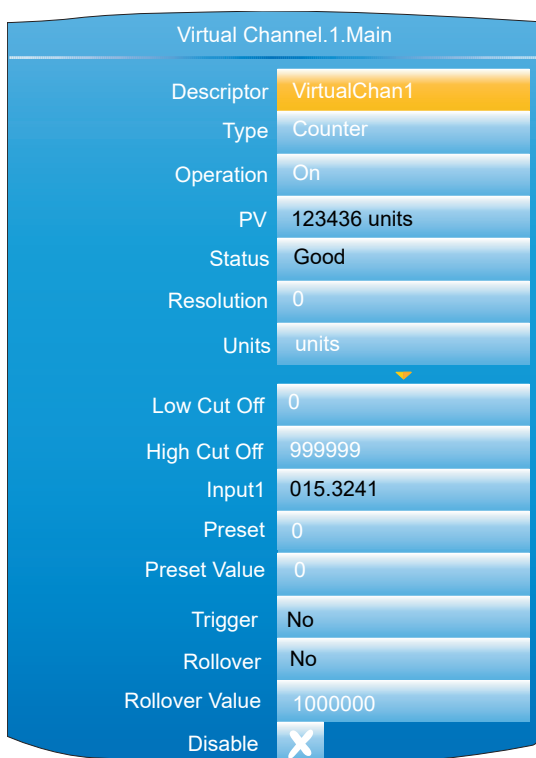 Virtual Channel.1.Main
Descriptor VirtualChan1
Type Counter
Operation On
PV 123436 units
Status Good
Resolution 0
Units units
Low Cut Off 0
High Cut Off 999999
Input1 015.3241
Preset 0
Preset Value 0
Trigger No
Rollover No
Rollover Value 1000000
Disable X